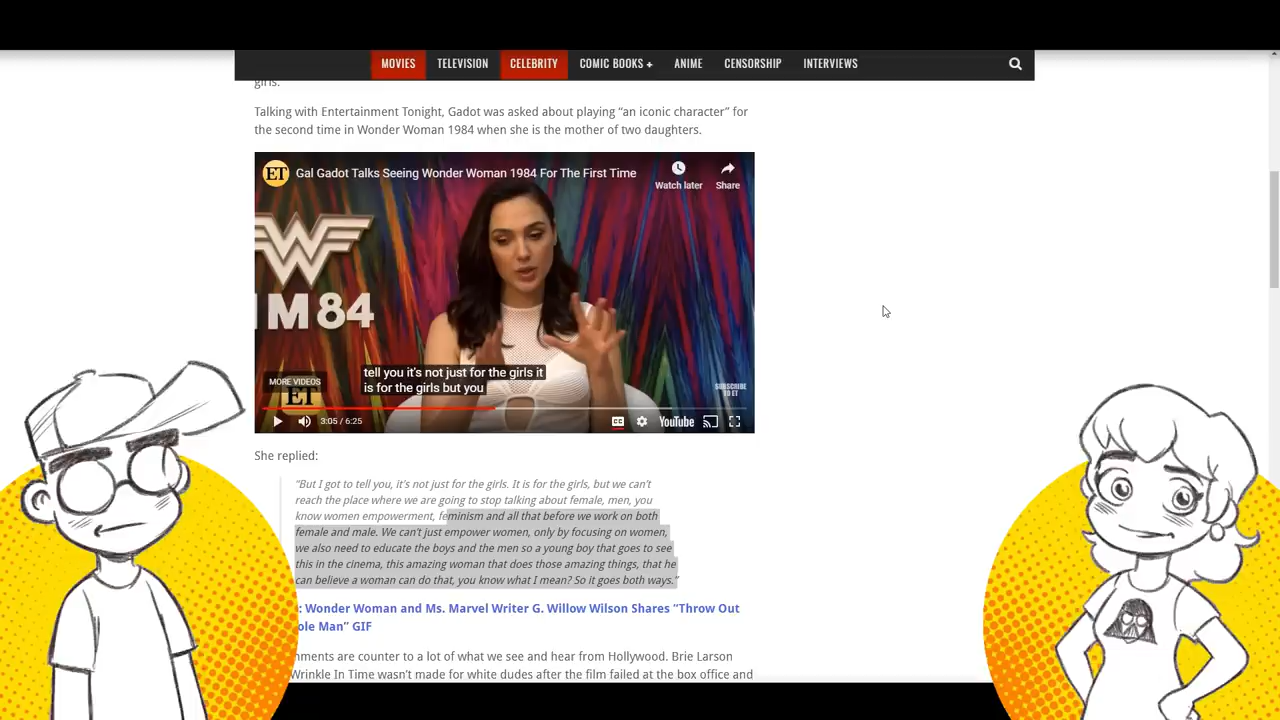 MOVIES TELEVISION CELEBRITY COMIC BOOKS + ANIME CENSORSHIP INTERVIEWS
girls.
Talking with Entertainment Tonight, Gadot was asked about playing “an iconic character” for
the second time in Wonder Woman 1984 when she is the mother of two daughters.
ET Gal Gadot Talks Seeing Wonder Woman 1984 For The First Time
Watch later Share
M84
tell you it's not just for the girls it
is for the girls but you
MORE VIDEOS
ET
SUBSCRIBE
TO ET
3:05 / 6:25 CC YouTube
She replied:
“But I got to tell you, it’s not just for the girls. It is for the girls, but we can’t
reach the place where we are going to stop talking about female, men, you
know women empowerment, feminism and all that before we work on both
female and male. We can’t just empower women, only by focusing on women,
we also need to educate the boys and the men so a young boy that goes to see
this in the cinema, this amazing woman that does those amazing things, that he
can believe a woman can do that, you know what I mean? So it goes both ways.”
: Wonder Woman and Ms. Marvel Writer G. Willow Wilson Shares “Throw Out
ole Man” GIF
nments are counter to a lot of what we see and hear from Hollywood. Brie Larson
Wrinkle In Time wasn’t made for white dudes after the film failed at the box office and